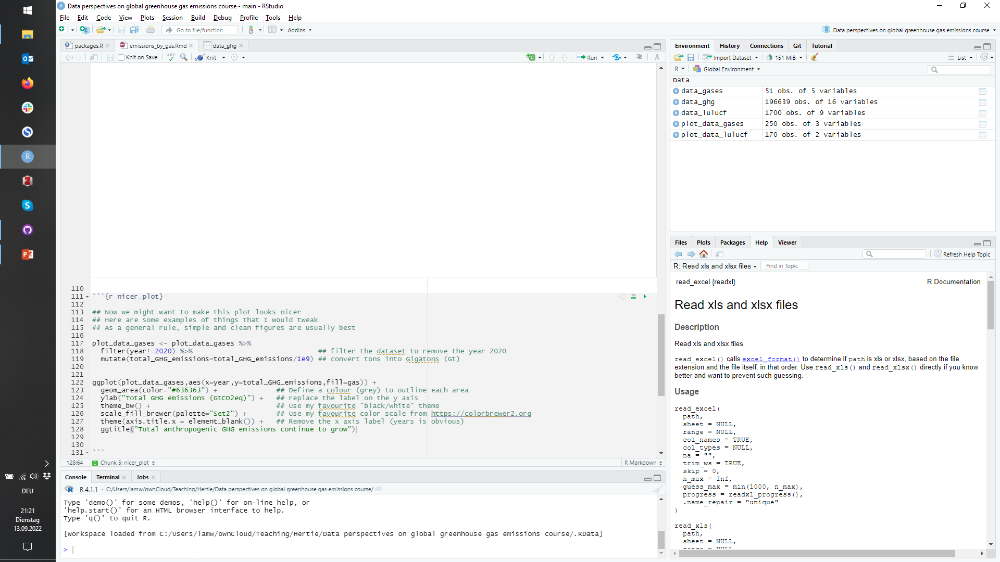 Data perspectives on global greenhouse gas emissions course - main - RStudio
File Edit Code View Plots Session Build Debug Profile Tools Help
Go to file/function Addins Data perspectives on global greenhouse gas emissions course
packages.R emissions_by_gas.Rmd data_ghg
Knit on Save ABC Knit Run
110
111 ```{r nicer_plot}
112
113 ## Now we might want to make this plot looks nicer
114 ## Here are some examples of things that I would tweak
115 ## As a general rule, simple and clean figures are usually best
116
117 plot_data_gases <- plot_data_gases %>%
118 filter(year!=2020) %>% ## filter the dataset to remove the year 2020
119 mutate(total_GHG_emissions=total_GHG_emissions/1e9) ## convert tons into Gigatons (Gt)
120
121
122 ggplot(plot_data_gases,aes(x=year,y=total_GHG_emissions,fill=gas)) +
123 geom_area(color="#636363") + ## Define a colour (grey) to outline each area
124 ylab("Total GHG emissions (GtCO2eq)") + ## replace the label on the y axis
125 theme_bw() + ## Use my favourite "black/white" theme
126 scale_fill_brewer(palette="Set2") + ## Use my favourite color scale from https://colorbrewer2.org
127 theme(axis.title.x = element_blank()) + ## Remove the x axis label (years is obvious)
128 ggtitle("Total anthropogenic GHG emissions continue to grow")
129
130
131 ```
128:64 C Chunk 5: nicer_plot R Markdown
Console Terminal Jobs
R R 4.1.1 · C:/Users/lamw/ownCloud/Teaching/Hertie/Data perspectives on global greenhouse gas emissions course/
Type 'demo()' for some demos, 'help()' for on-line help, or
'help.start()' for an HTML browser interface to help.
Type 'q()' to quit R.
[Workspace loaded from C:/Users/lamw/ownCloud/Teaching/Hertie/Data perspectives on global greenhouse gas emissions course/.RData]
>
Environment History Connections Git Tutorial
Import Dataset 151 MiB List
R Global Environment
Data
data_gases 51 obs. of 5 variables
data_ghg 196639 obs. of 16 variables
data_lulucf 1700 obs. of 9 variables
plot_data_gases 250 obs. of 3 variables
plot_data_lulucf 170 obs. of 2 variables
Files Plots Packages Help Viewer
Refresh Help Topic
R: Read xls and xlsx files Find in Topic
read_excel {readxl} R Documentation
Read xls and xlsx files
Description
Read xls and xlsx files
read_excel() calls excel_format() to determine if path is xls or xlsx, based on the file
extension and the file itself, in that order. Use read_xls() and read_xlsx() directly if you know
better and want to prevent such guessing.
Usage
read_excel(
path,
sheet = NULL,
range = NULL,
col_names = TRUE,
col_types = NULL,
na = "",
trim_ws = TRUE,
skip = 0,
n_max = Inf,
guess_max = min(1000, n_max),
progress = readxl_progress(),
.name_repair = "unique"
)
read_xls(
path,
sheet = NULL,
range = NULL
DEU
21:21
Dienstag
13.09.2022